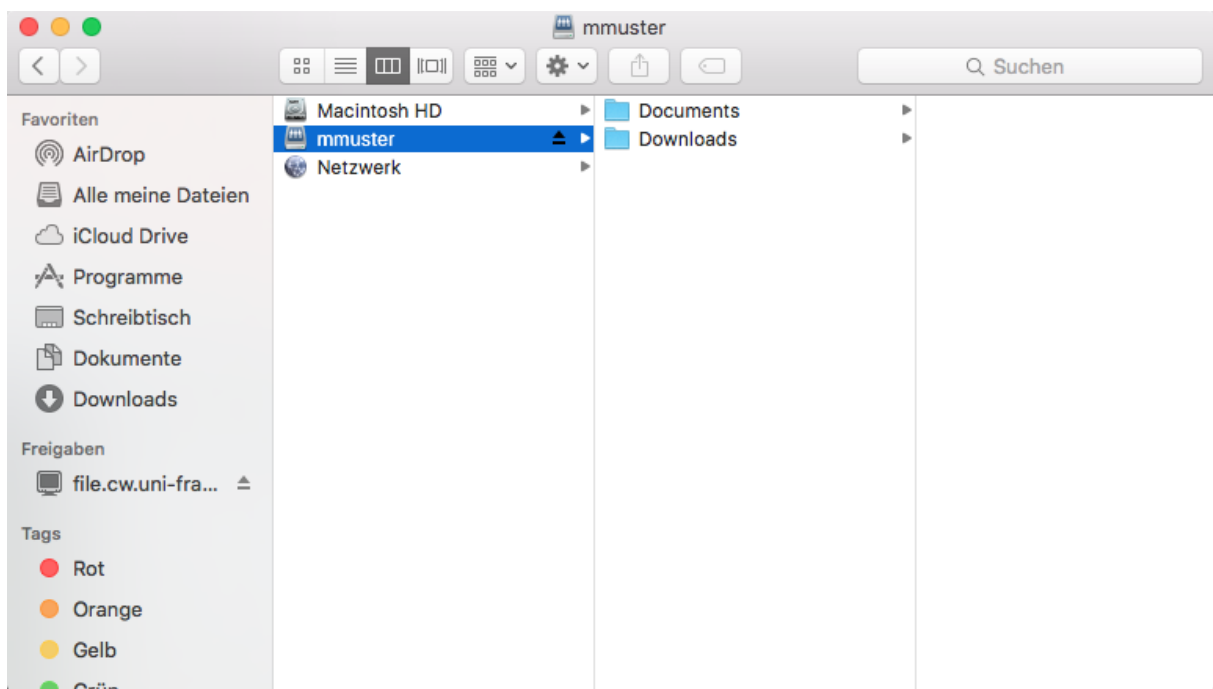 mmuster
Suchen
Favoriten
AirDrop
Alle meine Dateien
iCloud Drive
Programme
Schreibtisch
Dokumente
Downloads
Freigaben
file.cw.uni-fra...
Tags
Rot
Orange
Gelb
Grün
Macintosh HD
mmuster
Netzwerk
Documents
Downloads